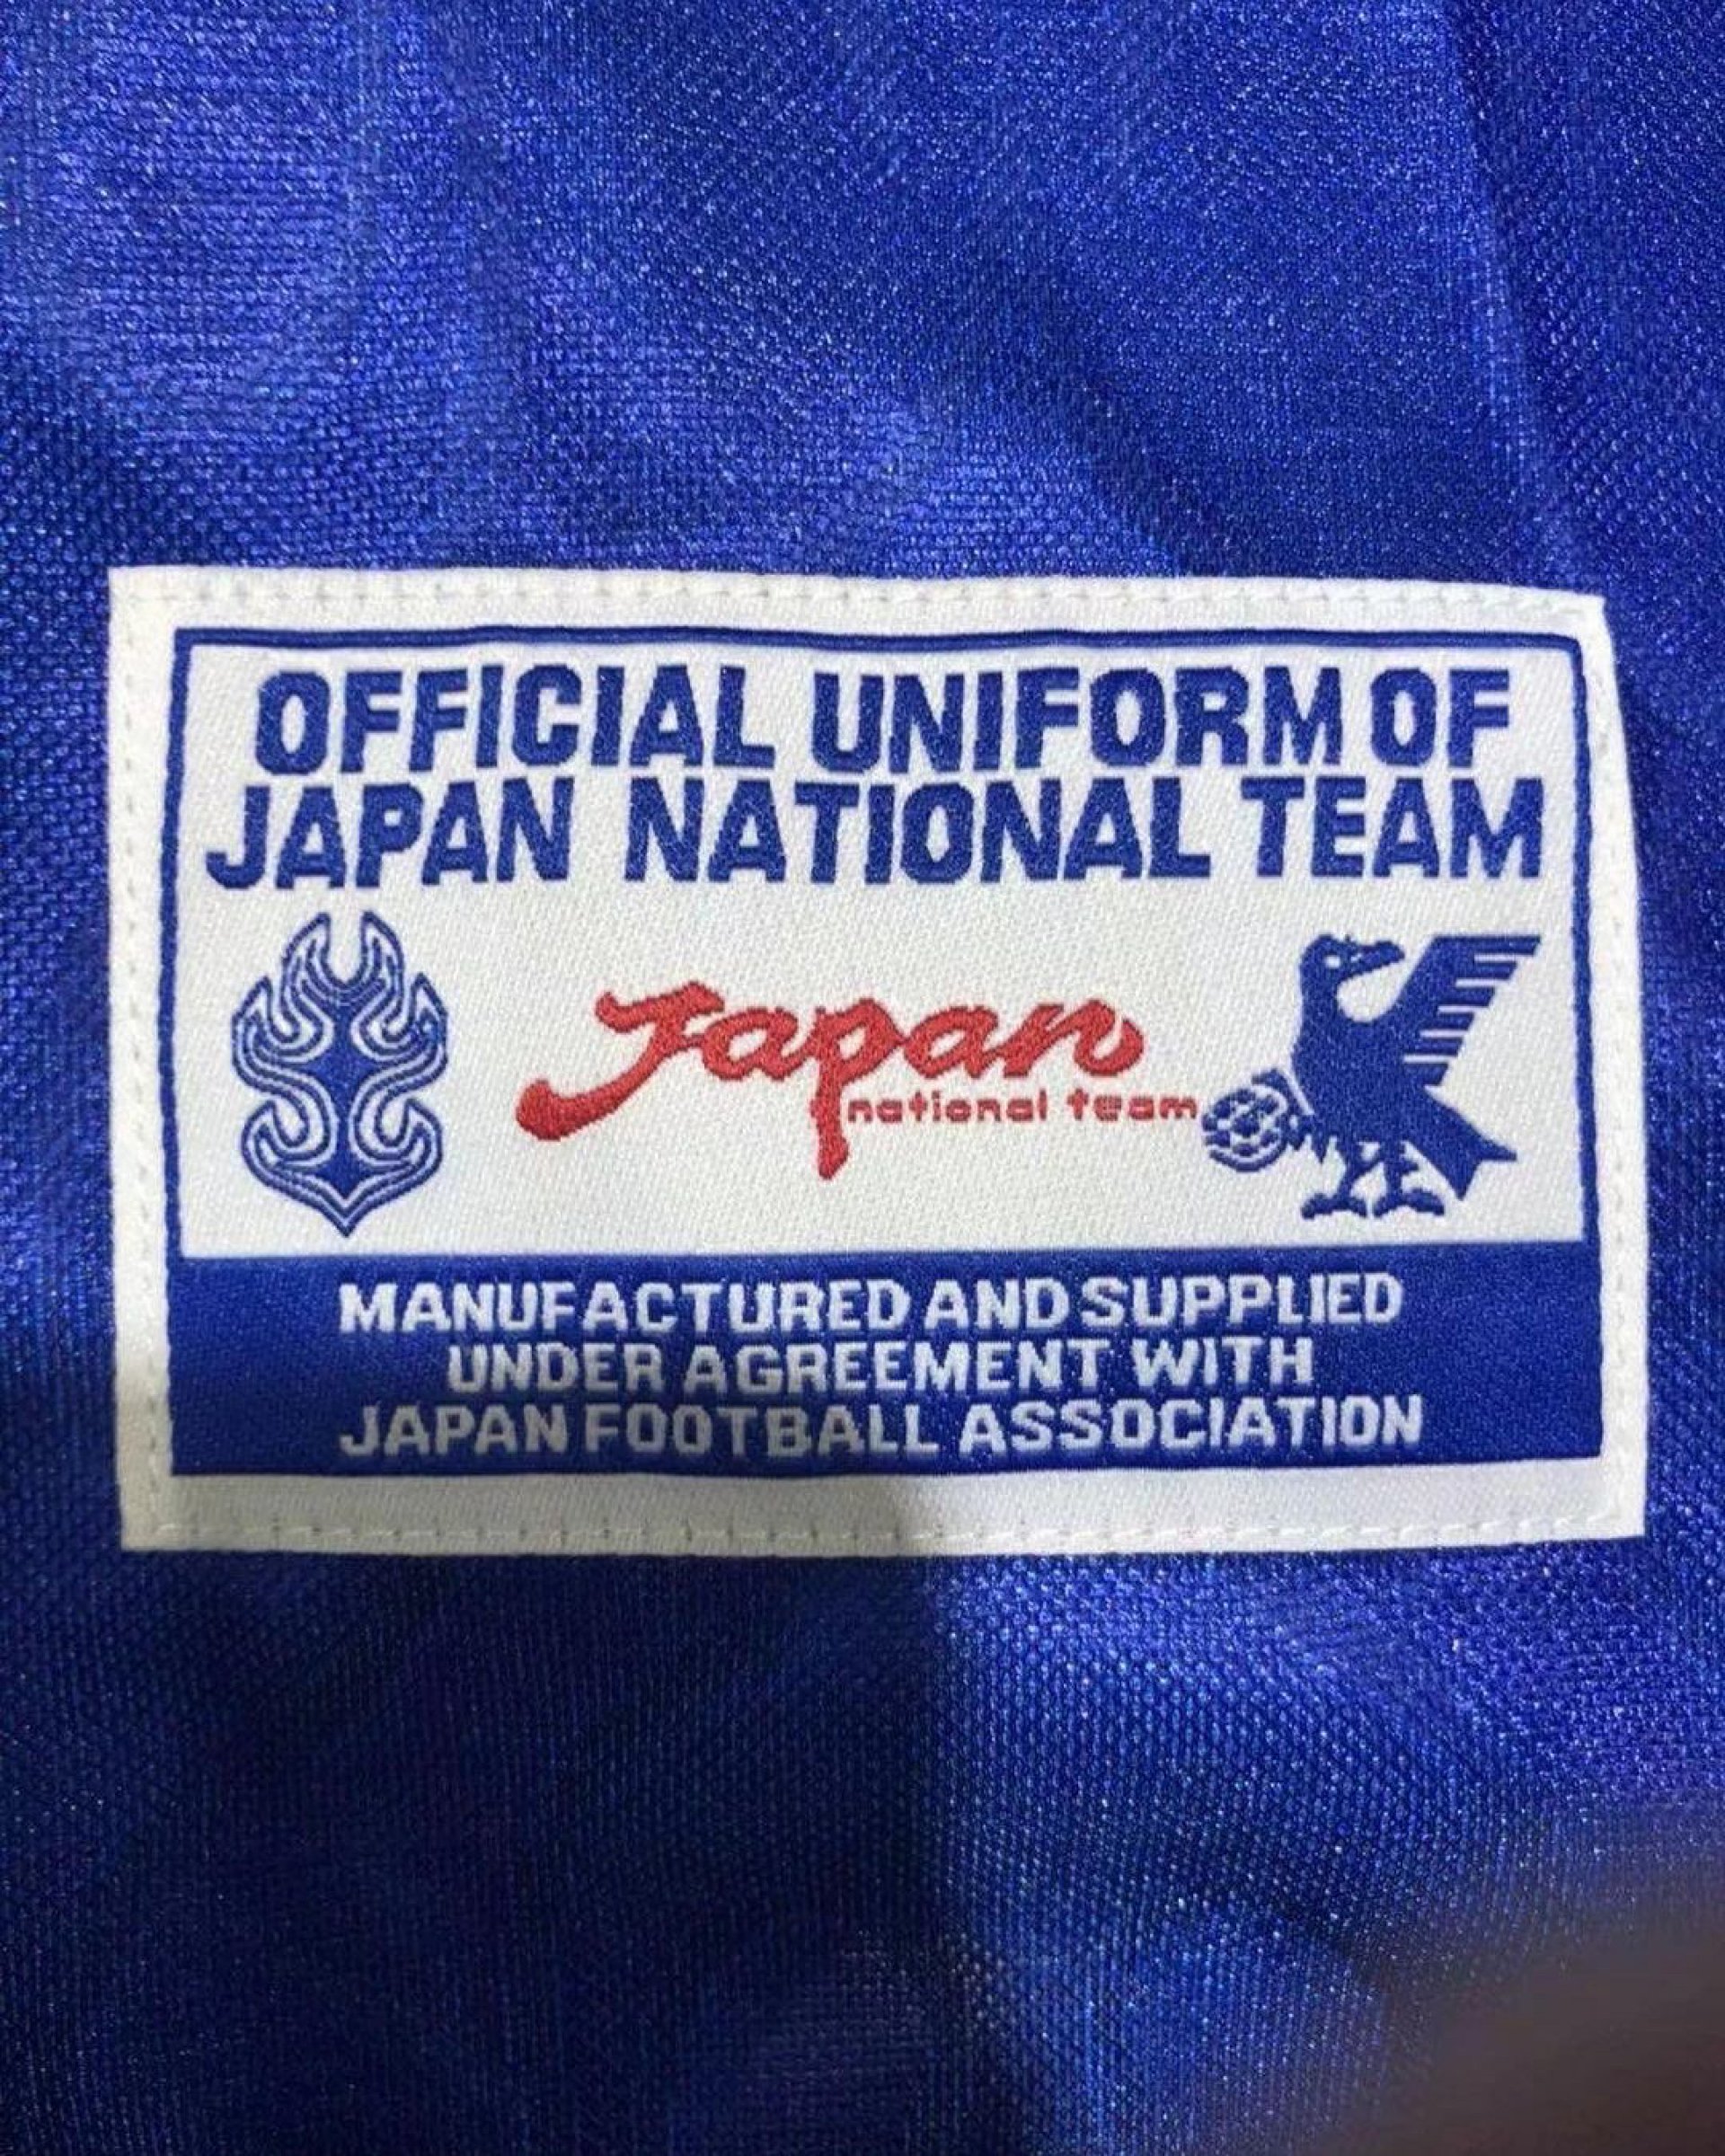 OFFICIAL UNIFORM OF
JAPAN NATIONAL TEAM
Japan
national team
MANUFACTURED AND SUPPLIED
UNDER AGREEMENT WITH
JAPAN FOOTBALL ASSOCIATION